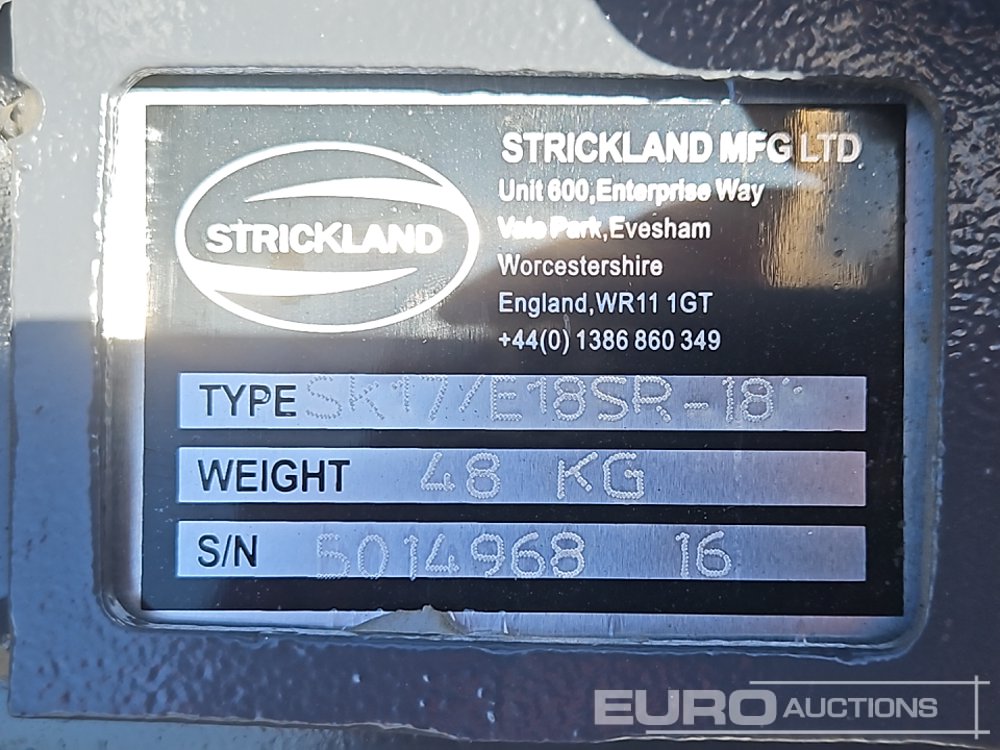 STRICKLAND
STRICKLAND MFG LTD
Unit 600,Enterprise Way
Vale Park,Evesham
Worcestershire
England,WR11 1GT
+44(0) 1386 860 349
TYPE SK17/E18SR-18"
WEIGHT 48 KG
S/N 5014968 16
EURO AUCTIONS